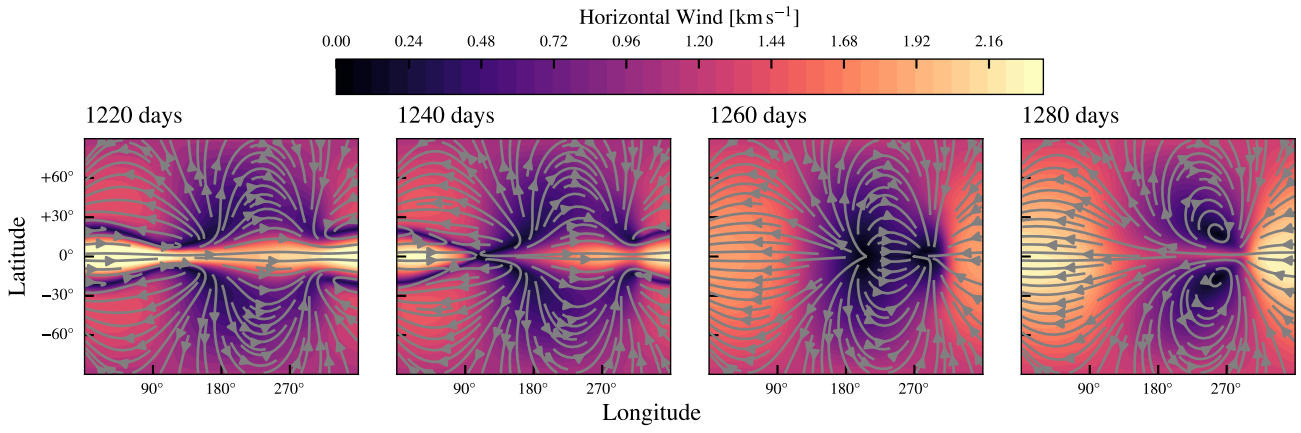 Horizontal Wind [km s⁻¹]
0.00 0.24 0.48 0.72 0.96 1.20 1.44 1.68 1.92 2.16
1220 days 1240 days 1260 days 1280 days
+60°
+30°
0°
−30°
−60°
Latitude
90° 180° 270° 90° 180° 270° 90° 180° 270° 90° 180° 270°
Longitude